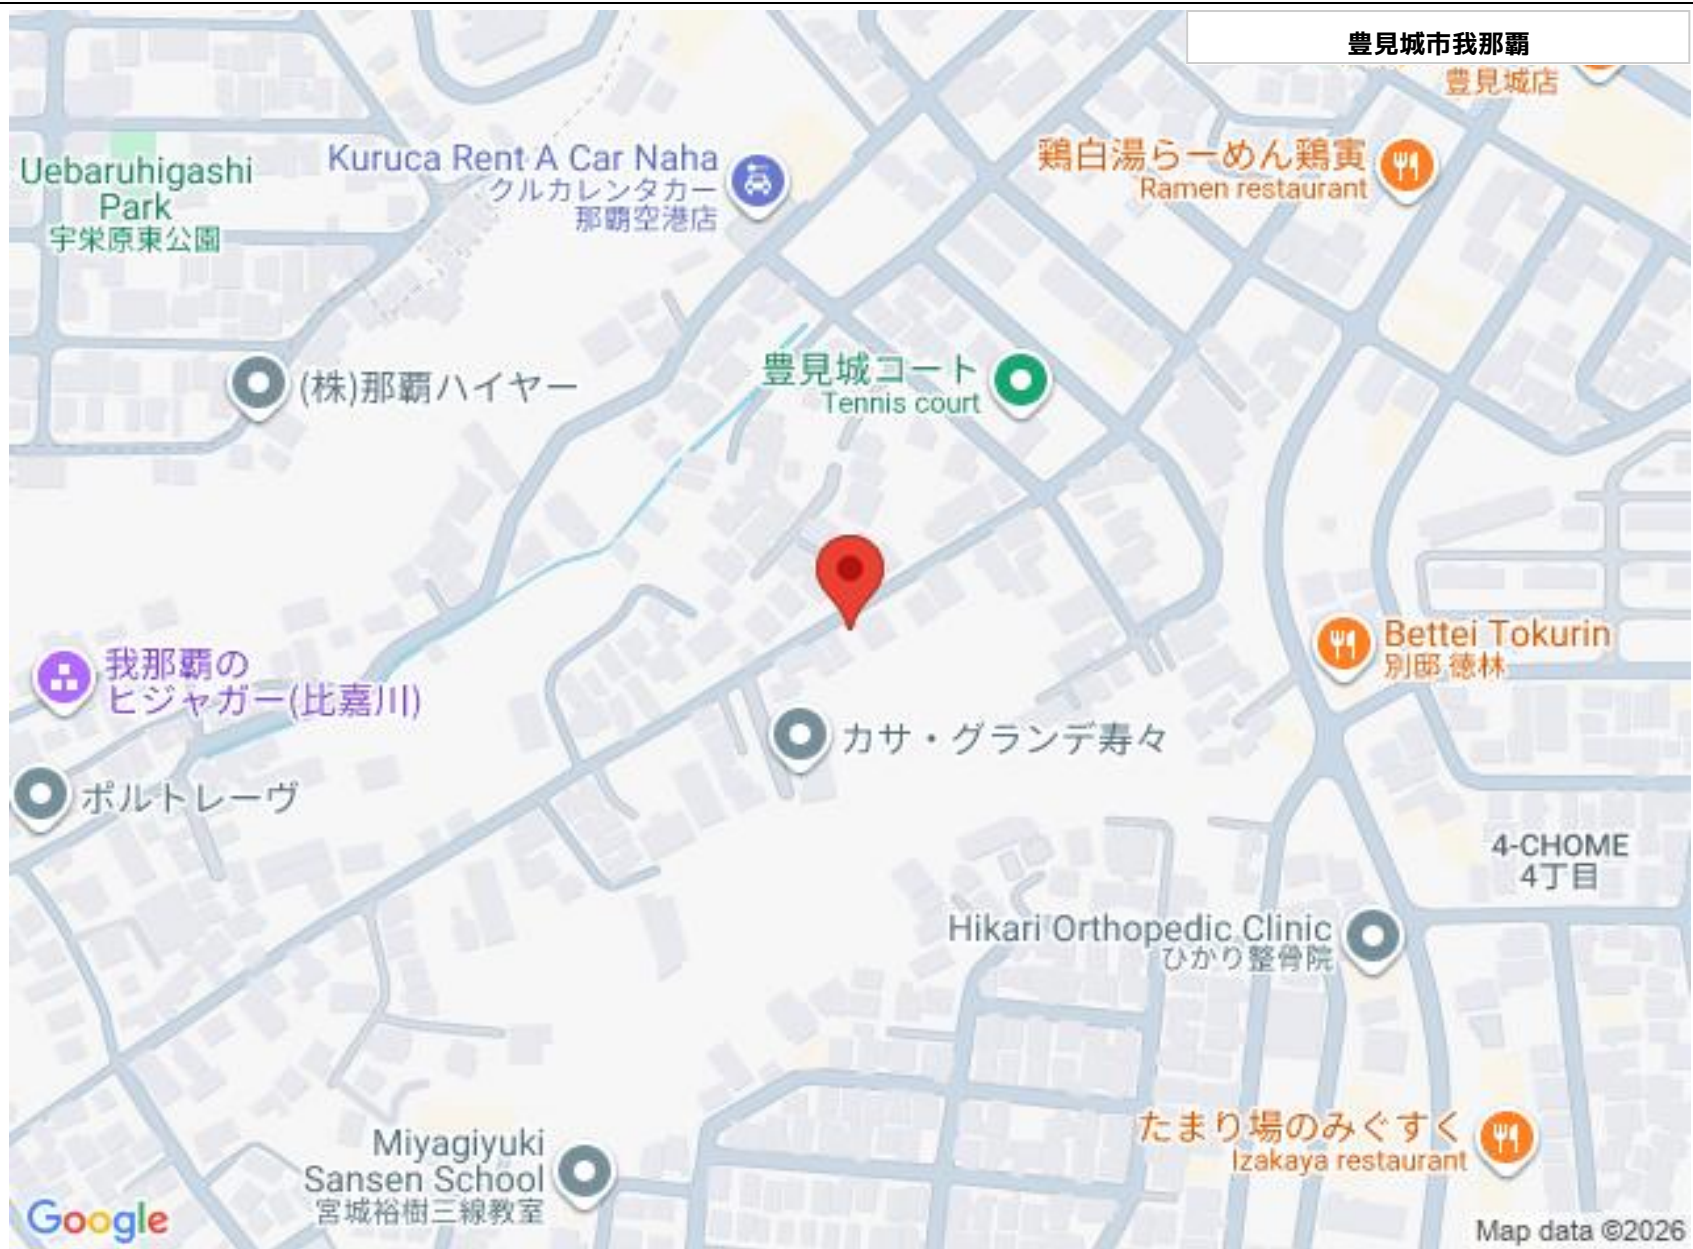 豊見城市我那覇
豊見城店
鶏白湯らーめん鶏寅
Ramen restaurant
Kuruca Rent A Car Naha
クルカレンタカー
那覇空港店
Uebaruhigashi
Park
宇栄原東公園
豊見城コート
Tennis court
(株)那覇ハイヤー
Bettei Tokurin
別邸 徳林
我那覇の
ヒジャガー(比嘉川)
カサ・グランデ寿々
ポルトレーヴ
4-CHOME
4丁目
Hikari Orthopedic Clinic
ひかり整骨院
たまり場のみぐすく
Izakaya restaurant
Miyagiyuki
Sansen School
宮城裕樹三線教室
Google
Map data ©2026